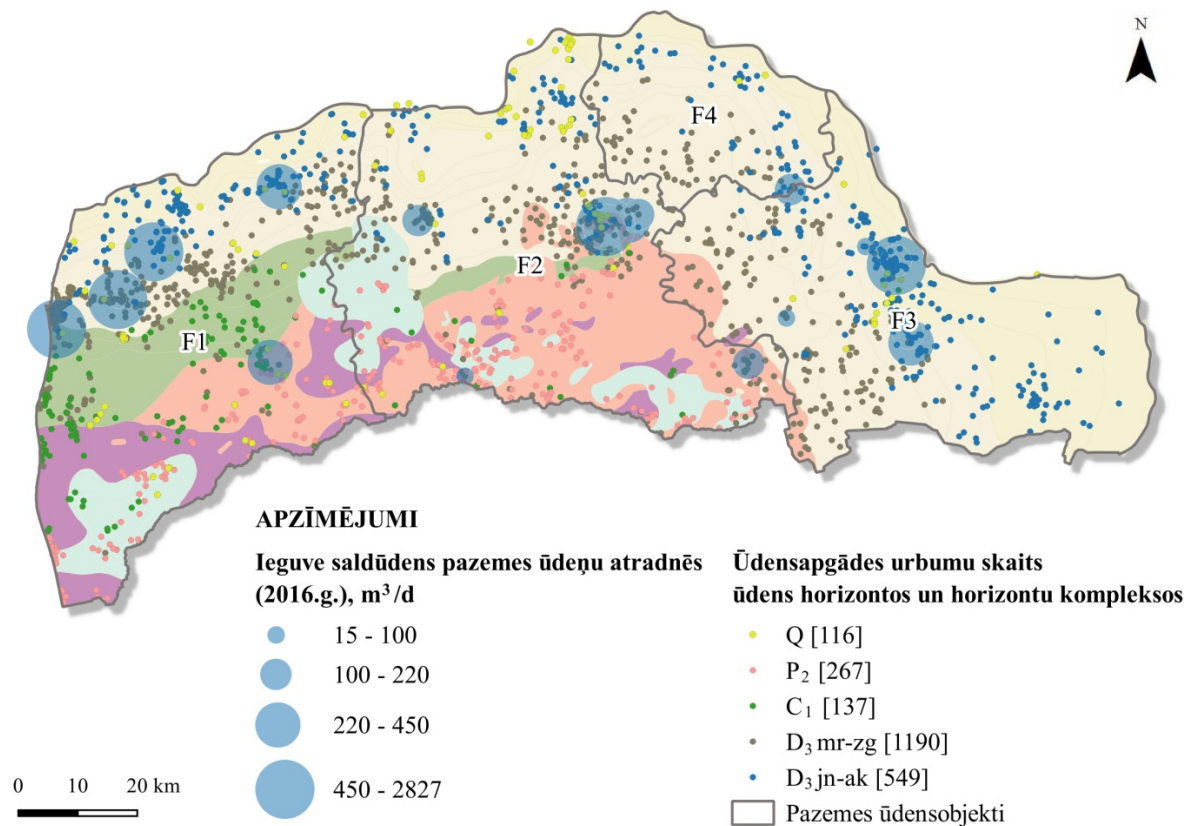 N
F4
F2
F3
F1
APZĪMĒJUMI
Ieguve saldūdens pazemes ūdeņu atradnēs
(2016.g.), m³/d
15 - 100
100 - 220
220 - 450
450 - 2827
Ūdensapgādes urbumu skaits
ūdens horizontos un horizontu kompleksos
Q [116]
P₂ [267]
C₁ [137]
D₃ mr-zg [1190]
D₃ jn-ak [549]
Pazemes ūdensobjekti
0 10 20 km